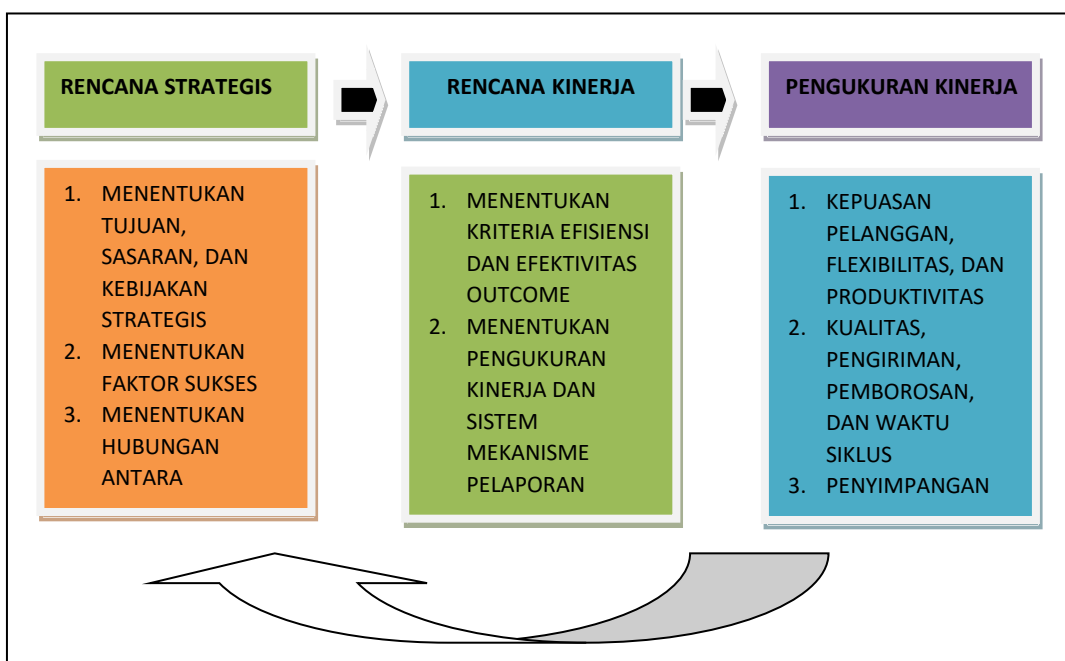 RENCANA STRATEGIS
RENCANA KINERJA
PENGUKURAN KINERJA
1. MENENTUKAN
TUJUAN,
SASARAN, DAN
KEBIJAKAN
STRATEGIS
2. MENENTUKAN
FAKTOR SUKSES
3. MENENTUKAN
HUBUNGAN
ANTARA
1. MENENTUKAN
KRITERIA EFISIENSI
DAN EFEKTIVITAS
OUTCOME
2. MENENTUKAN
PENGUKURAN
KINERJA DAN
SISTEM
MEKANISME
PELAPORAN
1. KEPUASAN
PELANGGAN,
FLEXIBILITAS, DAN
PRODUKTIVITAS
2. KUALITAS,
PENGIRIMAN,
PEMBOROSAN,
DAN WAKTU
SIKLUS
3. PENYIMPANGAN